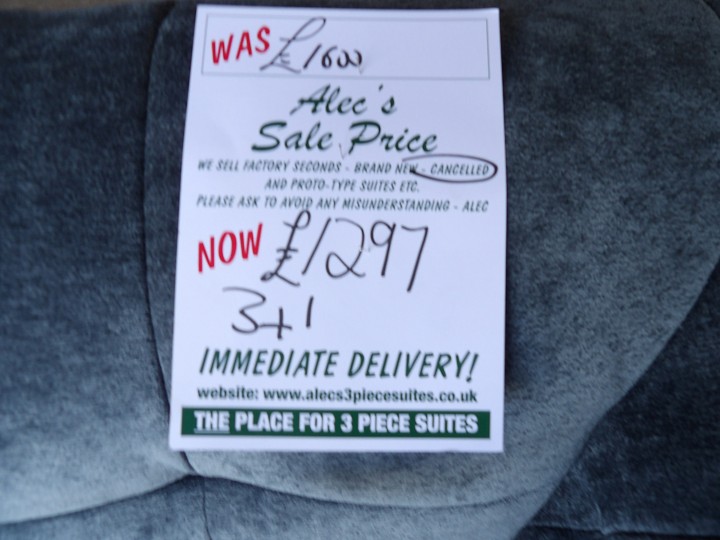 WAS £1600
Alec's
Sale Price
WE SELL FACTORY SECONDS - BRAND NEW - CANCELLED
AND PROTO-TYPE SUITES ETC.
PLEASE ASK TO AVOID ANY MISUNDERSTANDING - ALEC
NOW £1297
3+1
IMMEDIATE DELIVERY!
website: www.alecs3piecesuites.co.uk
THE PLACE FOR 3 PIECE SUITES